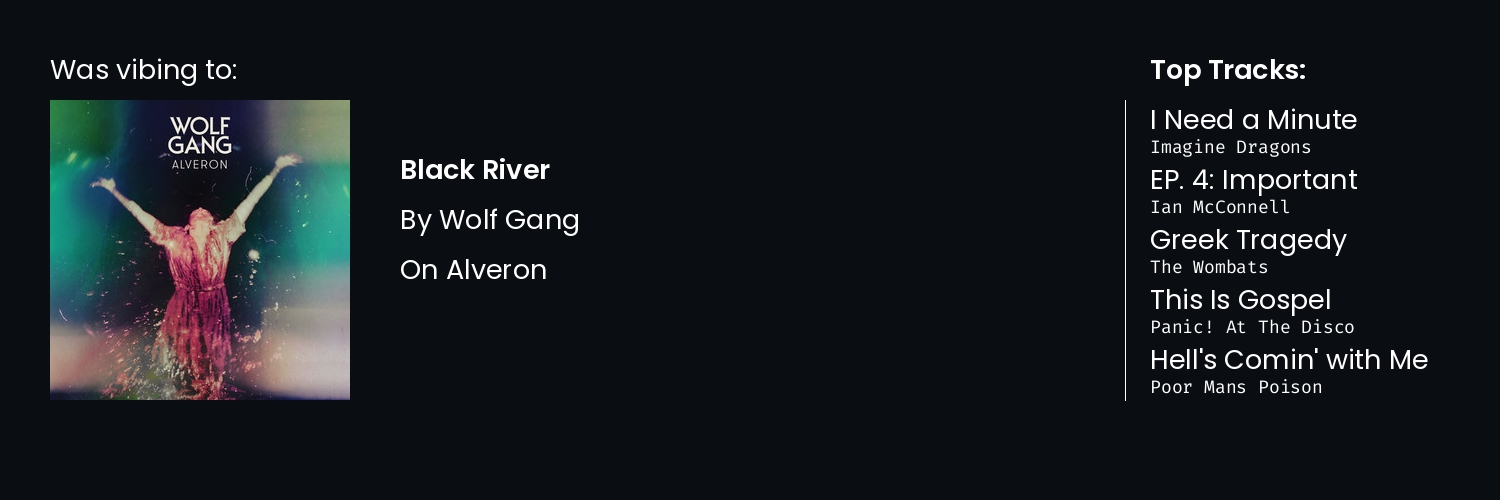 Was vibing to:
WOLF
GANG
ALVERON
Black River
By Wolf Gang
On Alveron
Top Tracks:
I Need a Minute
Imagine Dragons
EP. 4: Important
Ian McConnell
Greek Tragedy
The Wombats
This Is Gospel
Panic! At The Disco
Hell's Comin' with Me
Poor Mans Poison